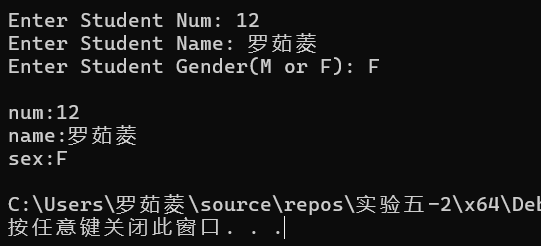 Enter Student Num: 12
Enter Student Name: 罗茹菱
Enter Student Gender(M or F): F
num:12
name:罗茹菱
sex:F
C:\Users\罗茹菱\source\repos\实验五-2\x64\Deb
按任意键关闭此窗口. . .